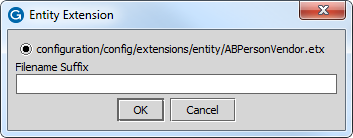 Entity Extension
configuration/config/extensions/entity/ABPersonVendor.etx
Filename Suffix
OK Cancel